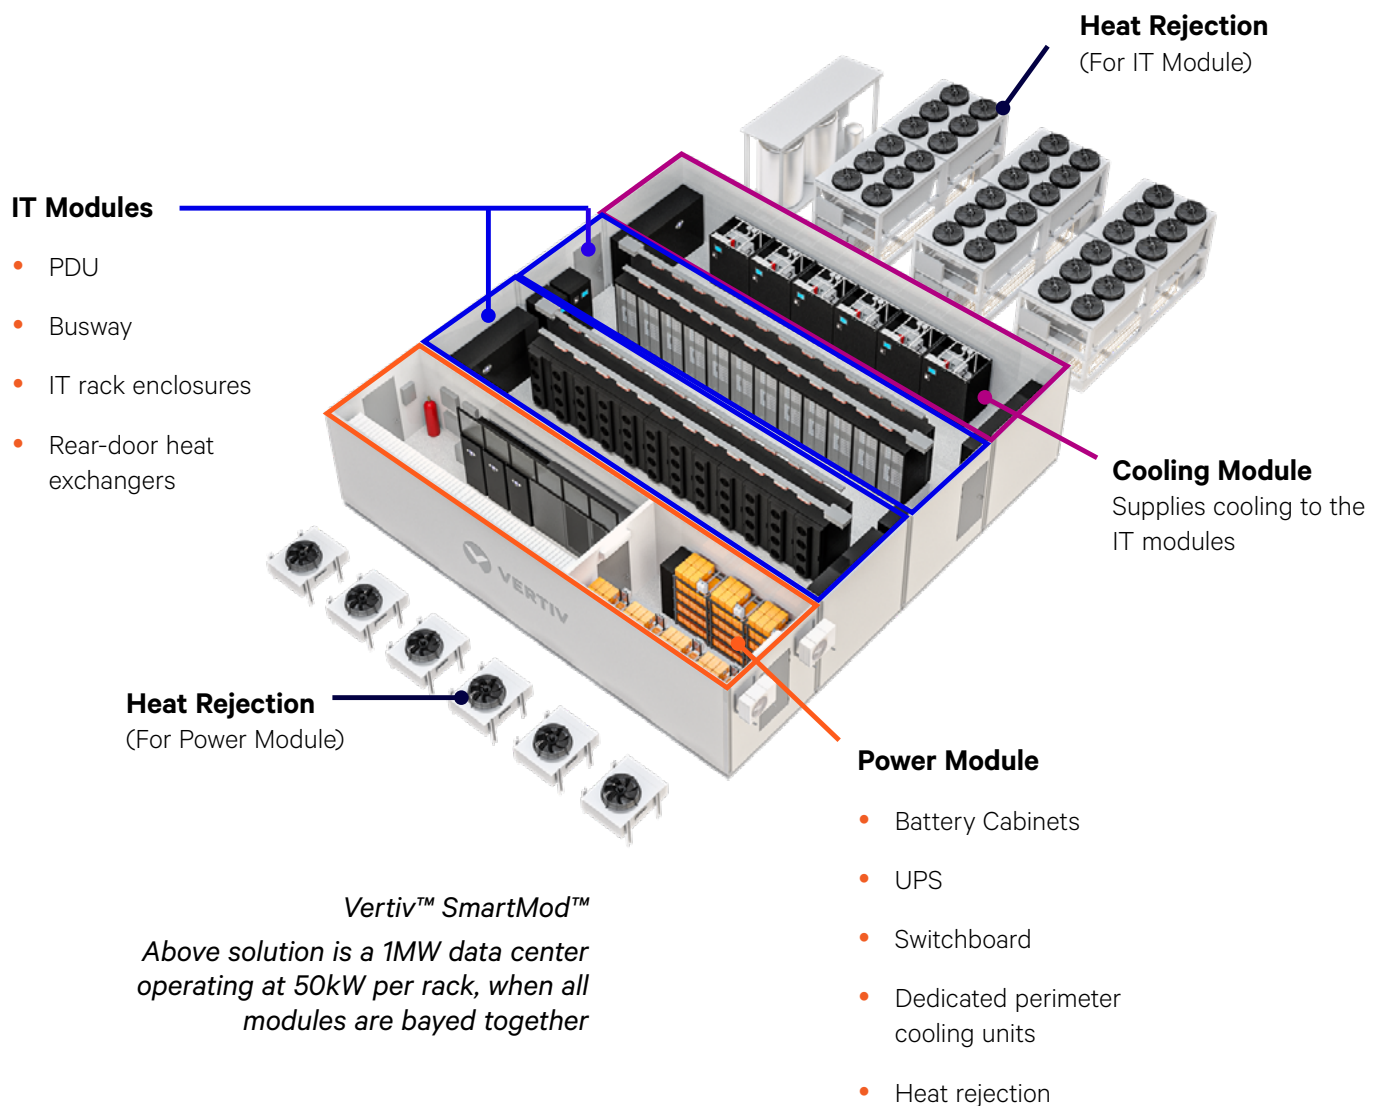 Heat Rejection
(For IT Module)
IT Modules
• PDU
• Busway
• IT rack enclosures
• Rear-door heat
exchangers
Cooling Module
Supplies cooling to the
IT modules
VERTIV
Heat Rejection
(For Power Module)
Power Module
• Battery Cabinets
• UPS
• Switchboard
• Dedicated perimeter
cooling units
• Heat rejection
Vertiv™ SmartMod™
Above solution is a 1MW data center
operating at 50kW per rack, when all
modules are bayed together